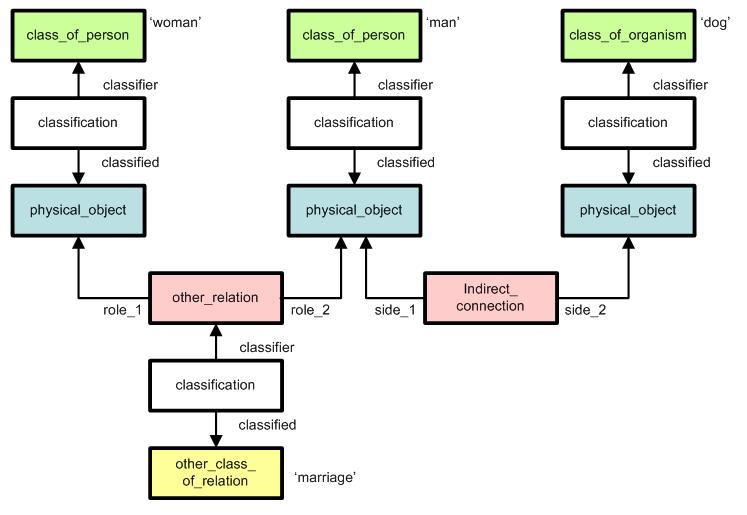 class_of_person
'woman'
class_of_person
'man'
class_of_organism
'dog'
classifier
classifier
classifier
classification
classification
classification
classified
classified
classified
physical_object
physical_object
physical_object
other_relation
Indirect_
connection
role_1
role_2
side_1
side_2
classifier
classification
classified
other_class_
of_relation
'marriage'